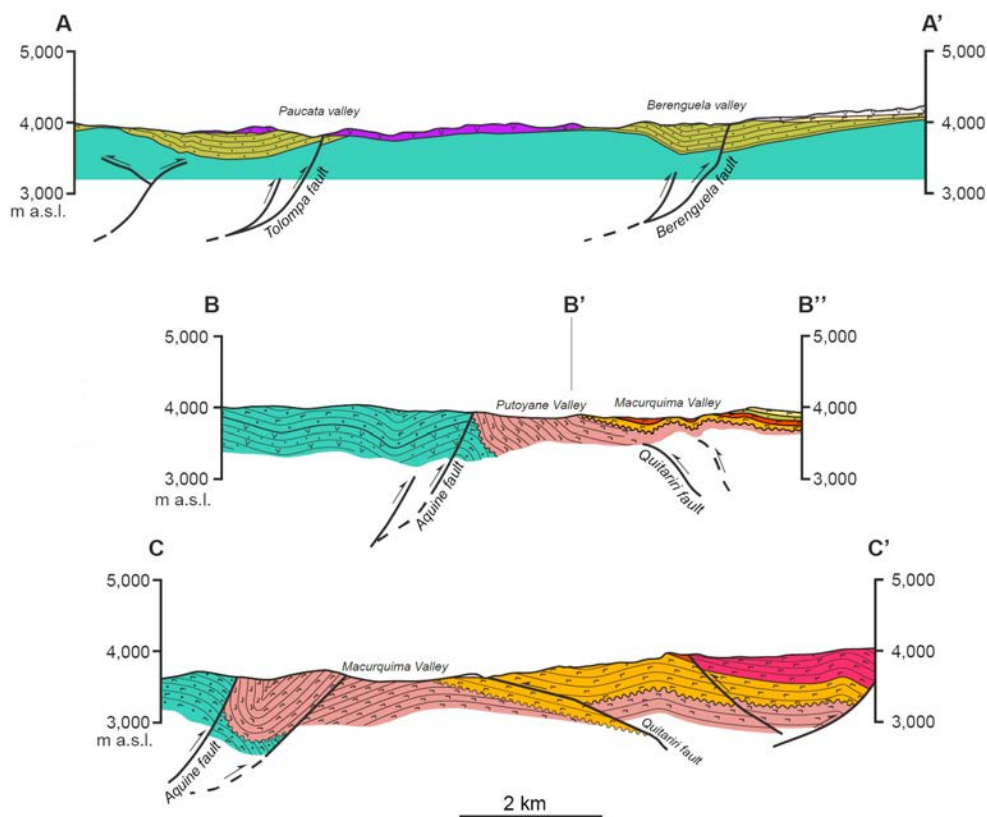 A A'
5,000 5,000
Paucata valley Berenguela valley
4,000 4,000
3,000 3,000
m a.s.l.
Tolompa fault Berenguela fault
B B' B''
5,000 5,000
4,000 Putoyane Valley Macurquima Valley 4,000
3,000 3,000
m a.s.l.
Aquine fault Quitariri fault
C C'
5,000 5,000
4,000 Macurquima Valley 4,000
3,000 3,000
m a.s.l.
Aquine fault Quitariri fault
2 km